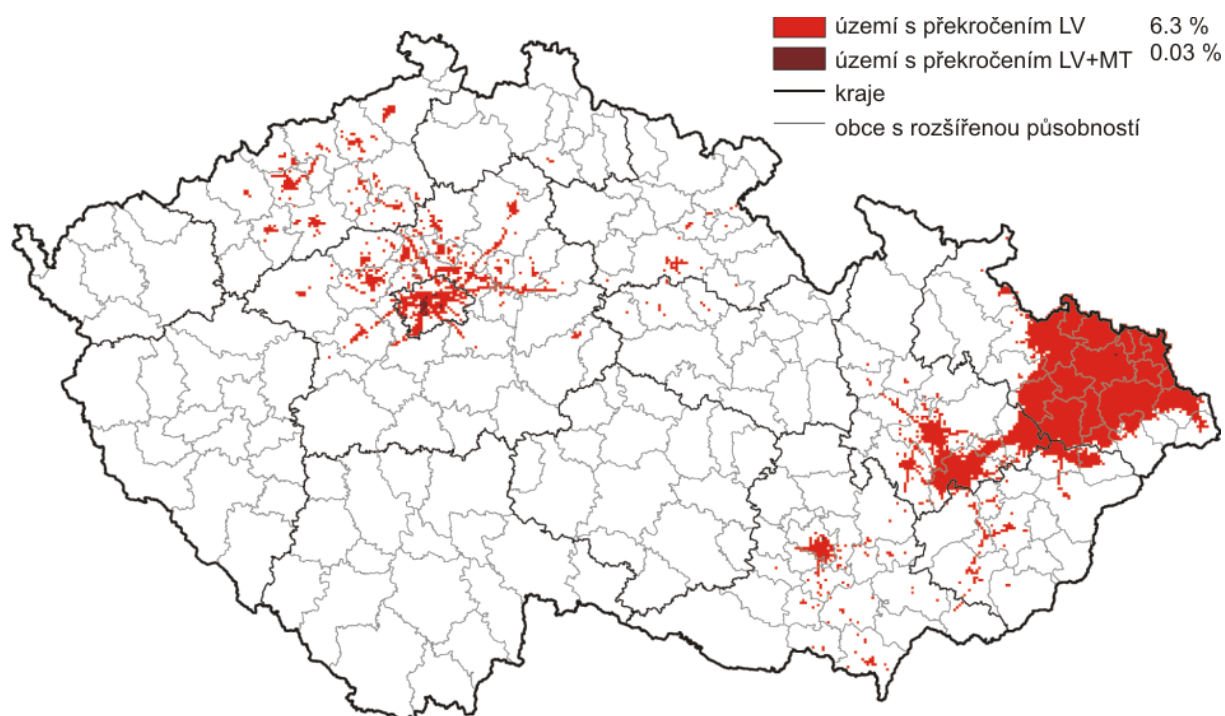 území s překročením LV 6.3 %
území s překročením LV+MT 0.03 %
kraje
obce s rozšířenou působností